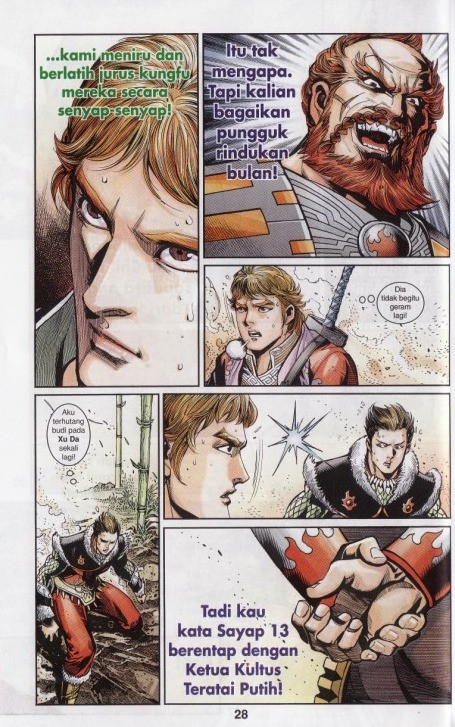 ...kami meniru dan
berlatih jurus kungfu
mereka secara
senyap-senyap!
Itu tak
mengapa.
Tapi kalian
bagaikan
pungguk
rindukan
bulan!
Dia
tidak begitu
geram
lagi!
Aku
terhutang
budi pada
Xu Da
sekali
lagi!
Tadi kau
kata Sayap 13
berentap dengan
Ketua Kultus
Teratai Putih!
28